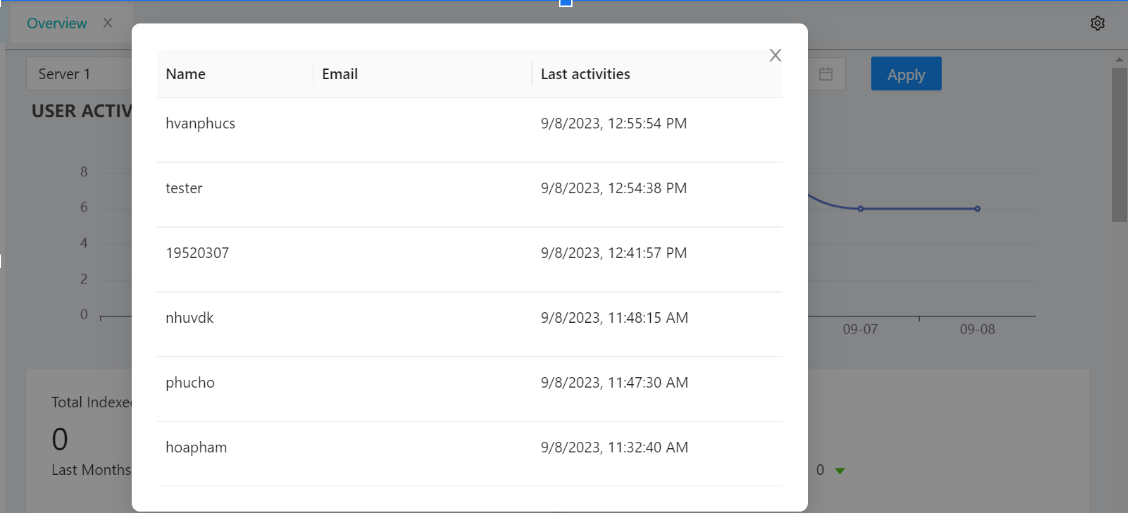 Overview
Server 1
Apply
USER ACTIV
Name Email Last activities
hvanphucs 9/8/2023, 12:55:54 PM
tester 9/8/2023, 12:54:38 PM
19520307 9/8/2023, 12:41:57 PM
nhuvdk 9/8/2023, 11:48:15 AM
phucho 9/8/2023, 11:47:30 AM
hoapham 9/8/2023, 11:32:40 AM
8
6
4
2
0
09-07 09-08
Total Indexed
0
Last Months
0